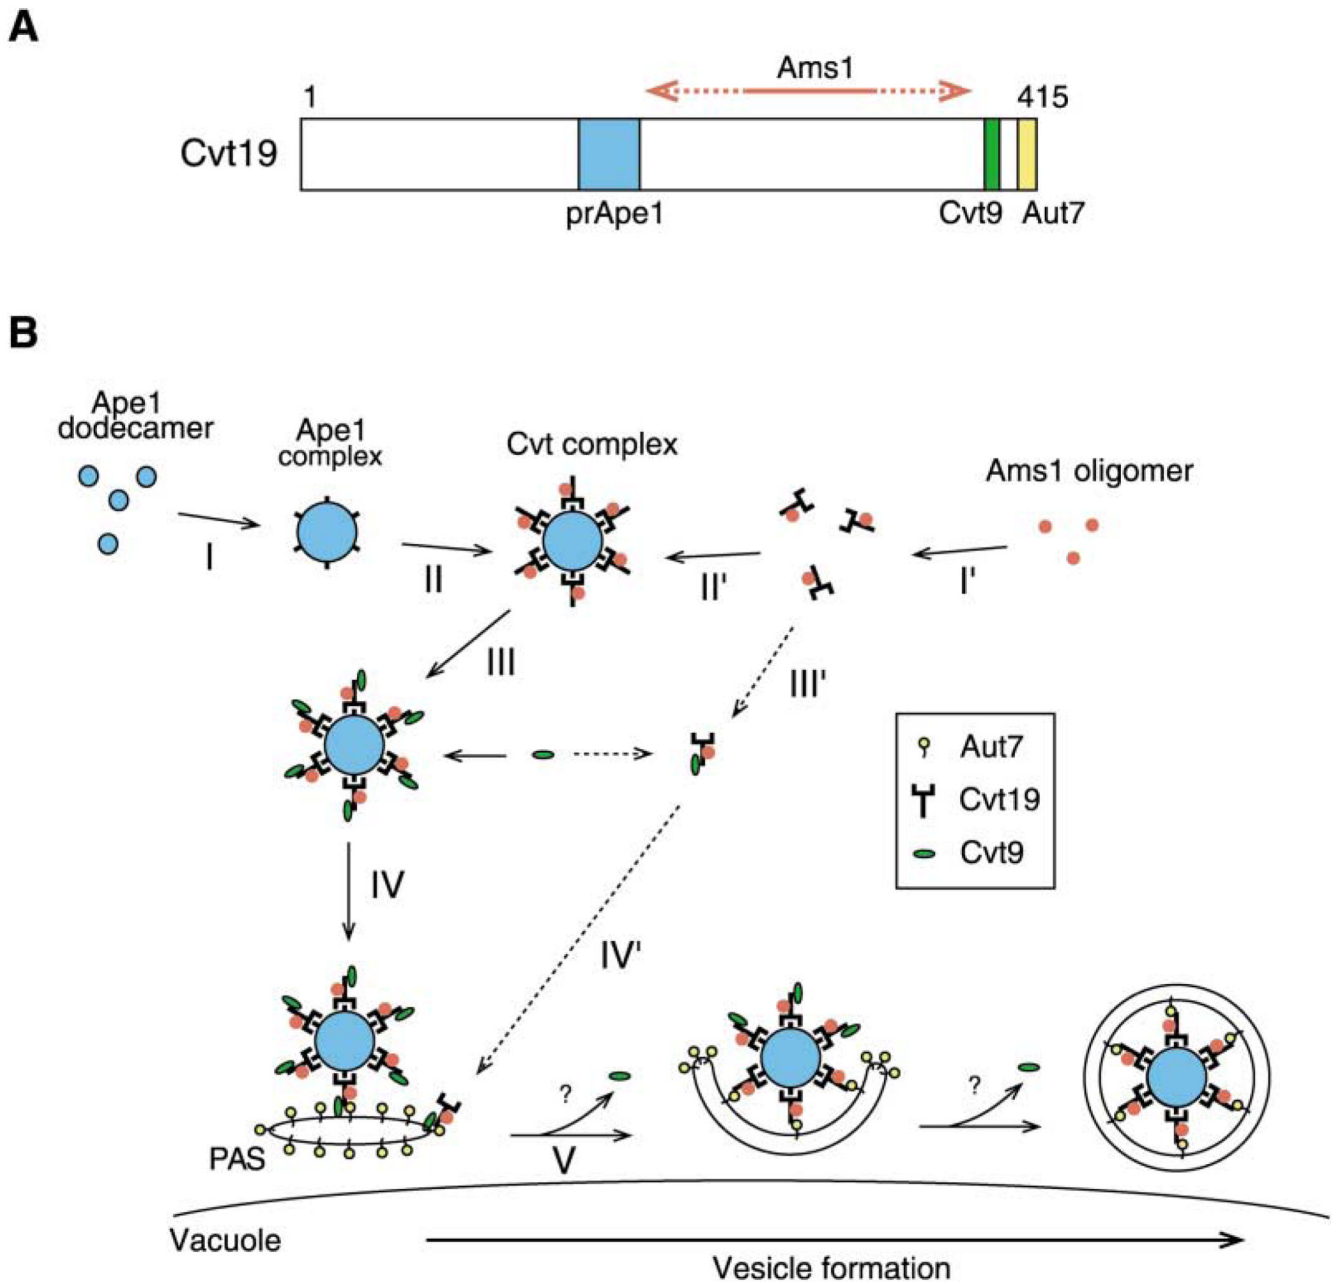 A
Ams1
1
415
Cvt19
prApe1
Cvt9
Aut7
B
Ape1
dodecamer
Ape1
complex
Cvt complex
Ams1 oligomer
I
II
II'
I'
III
III'
Aut7
Cvt19
Cvt9
IV
IV'
?
?
PAS
V
Vacuole
Vesicle formation